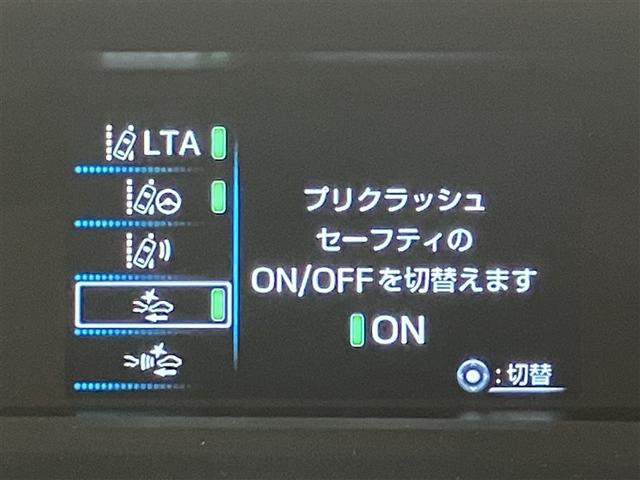 LTA
プリクラッシュ
セーフティの
ON/OFFを切替えます
ON
:切替